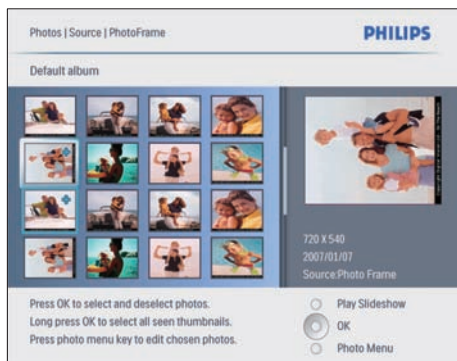 Photos | Source | PhotoFrame
PHILIPS
Default album
720 X 540
2007/01/07
Source:Photo Frame
Press OK to select and deselect photos.
Long press OK to select all seen thumbnails.
Press photo menu key to edit chosen photos.
Play Slideshow
OK
Photo Menu